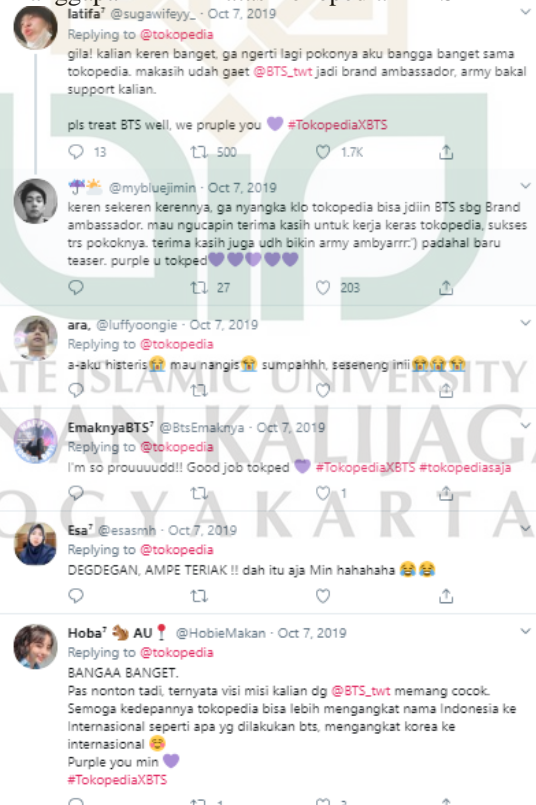 latifa⁷ @sugawifeyy_ · Oct 7, 2019
Replying to @tokopedia
gila! kalian keren banget, ga ngerti lagi pokonya aku bangga banget sama
tokopedia. makasih udah gaet @BTS_twt jadi brand ambassador, army bakal
support kalian.
pls treat BTS well, we pruple you 💜 #TokopediaXBTS
13 500 1.7K
☔⛅ @mybluejimin · Oct 7, 2019
keren sekeren kerennya, ga nyangka klo tokopedia bisa jdiin BTS sbg Brand
ambassador. mau ngucapin terima kasih untuk kerja keras tokopedia, sukses
trs pokoknya. terima kasih juga udh bikin army ambyarrr:') padahal baru
teaser. purple u tokped💜💜💜💜💜
27 203
ara, @luffyoongie · Oct 7, 2019
Replying to @tokopedia
a-aku histeris😭 mau nangis😭 sumpahhh, seseneng inii😭😭😭
EmaknyaBTS⁷ @BtsEmaknya · Oct 7, 2019
Replying to @tokopedia
I'm so prouuuudd!! Good job tokped 💜 #TokopediaXBTS #tokopediasaja
1
Esa⁷ @esasmh · Oct 7, 2019
Replying to @tokopedia
DEGDEGAN, AMPE TERIAK !! dah itu aja Min hahahaha 😂😂
Hoba⁷ 🐿 AU📍 @HobieMakan · Oct 7, 2019
Replying to @tokopedia
BANGAA BANGET.
Pas nonton tadi, ternyata visi misi kalian dg @BTS_twt memang cocok.
Semoga kedepannya tokopedia bisa lebih mengangkat nama Indonesia ke
Internasional seperti apa yg dilakukan bts, mengangkat korea ke
internasional ☺
Purple you min 💜
#TokopediaXBTS